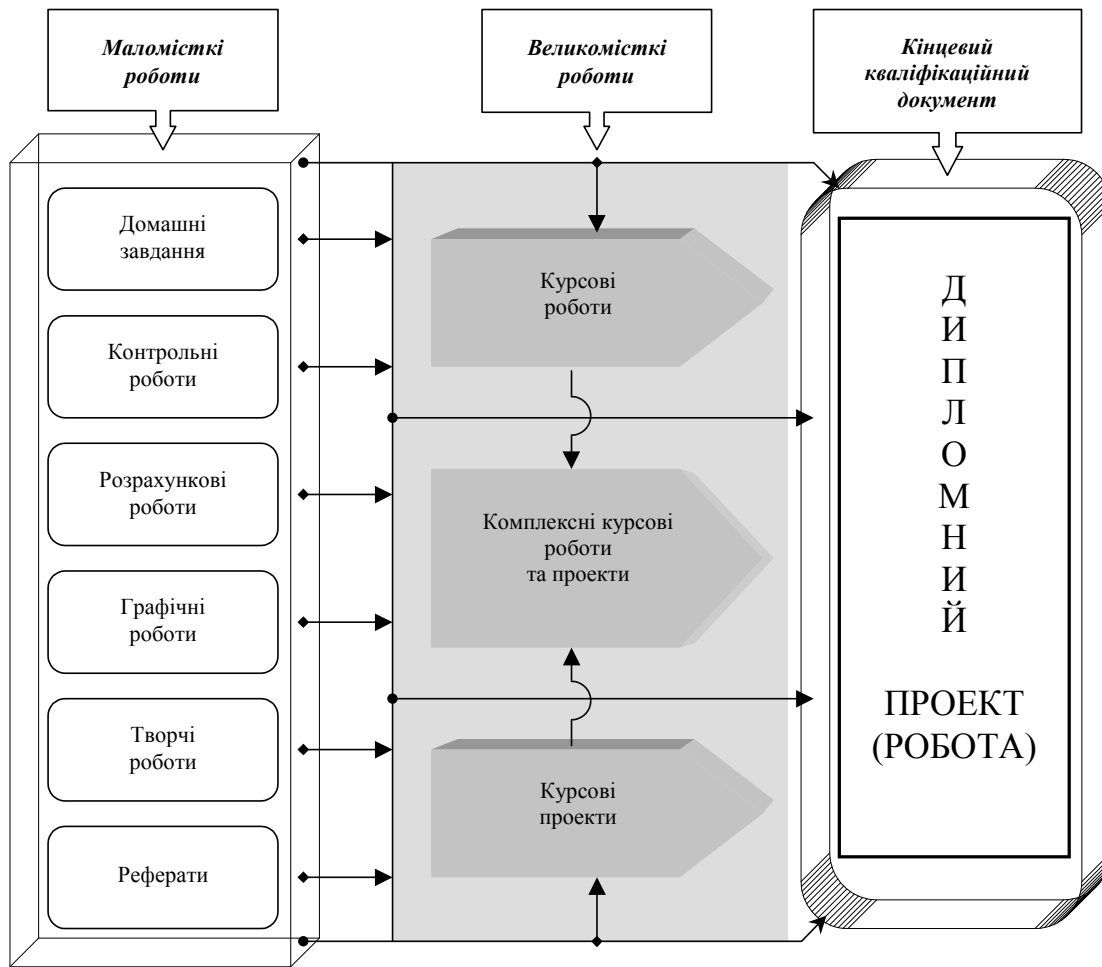 Маломісткі
роботи
Великомісткі
роботи
Кінцевий
кваліфікаційний
документ
Домашні
завдання
Контрольні
роботи
Розрахункові
роботи
Графічні
роботи
Творчі
роботи
Реферати
Курсові
роботи
Комплексні курсові
роботи
та проекти
Курсові
проекти
Д
И
П
Л
О
М
Н
И
Й
ПРОЕКТ
(РОБОТА)